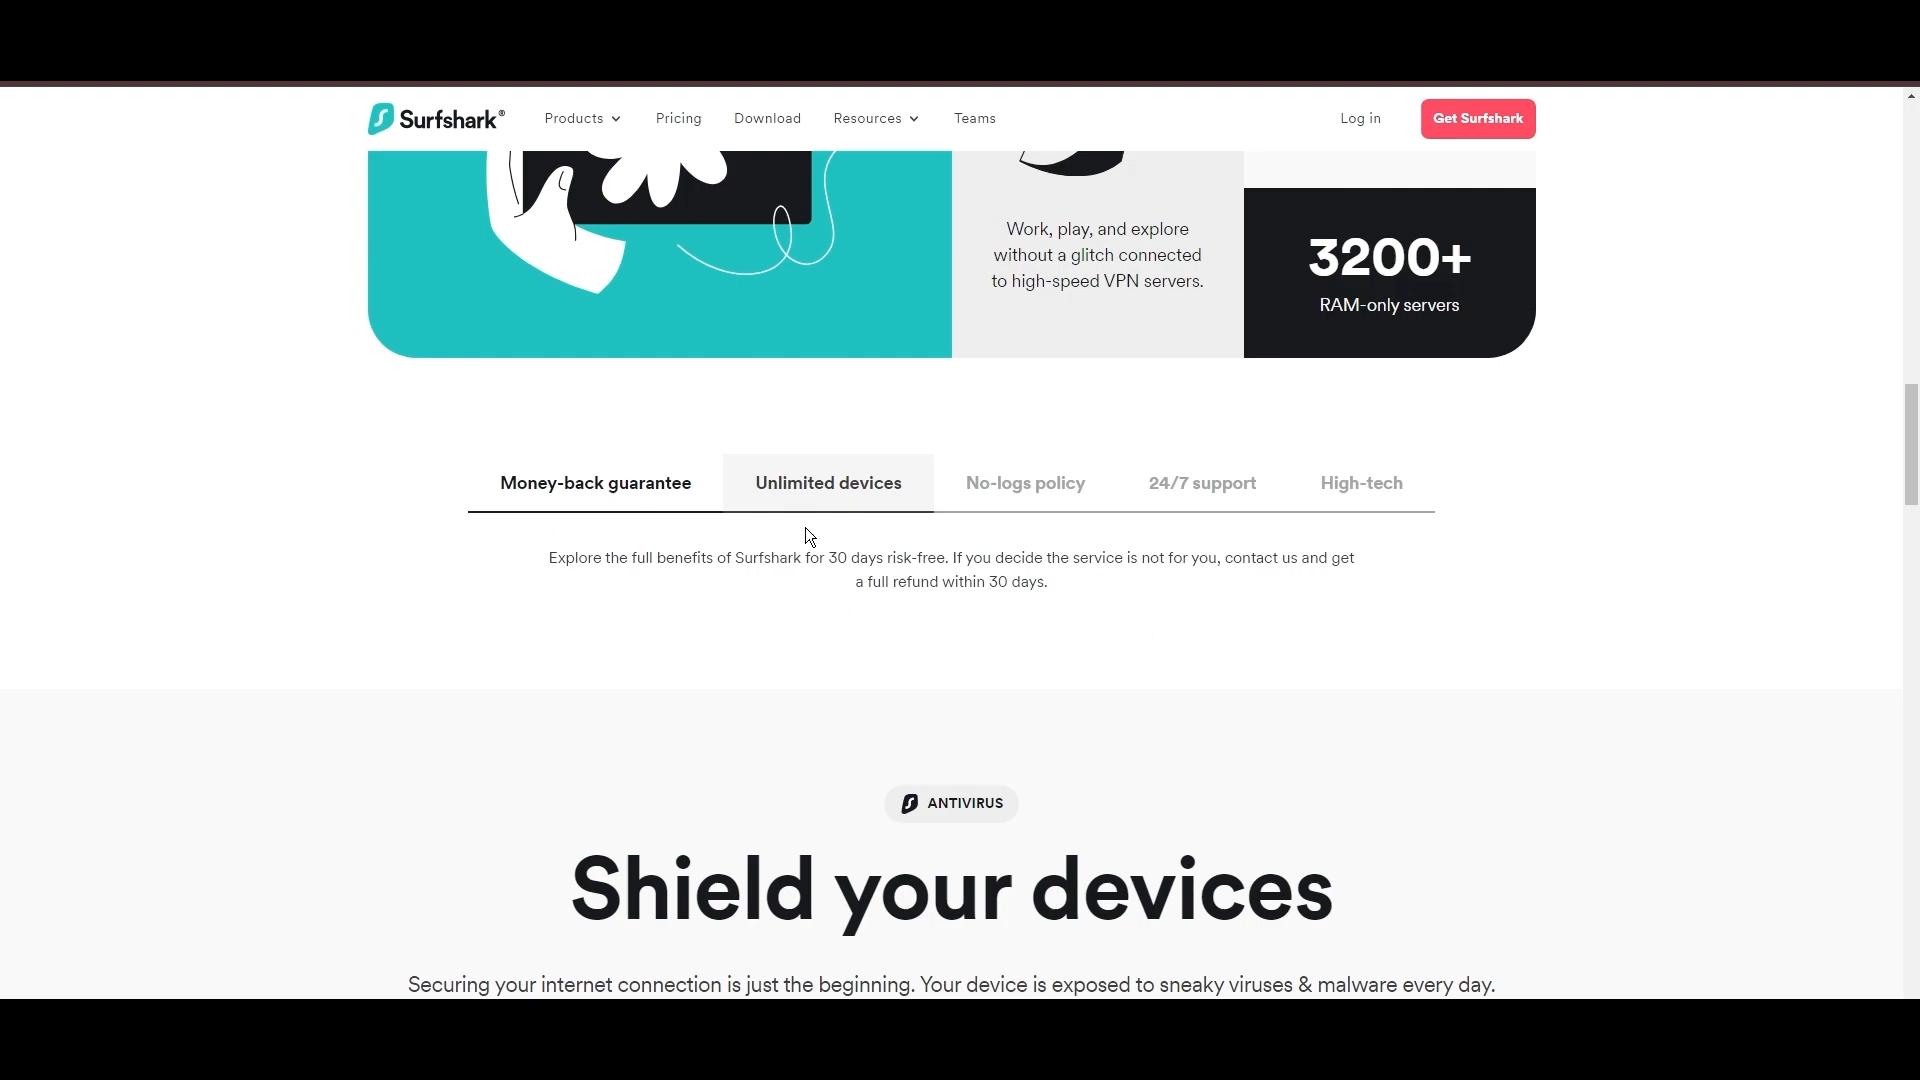 Surfshark®
Products
Pricing
Download
Resources
Teams
Log in
Get Surfshark
Work, play, and explore
without a glitch connected
to high-speed VPN servers.
3200+
RAM-only servers
Money-back guarantee
Unlimited devices
No-logs policy
24/7 support
High-tech
Explore the full benefits of Surfshark for 30 days risk-free. If you decide the service is not for you, contact us and get
a full refund within 30 days.
ANTIVIRUS
Shield your devices
Securing your internet connection is just the beginning. Your device is exposed to sneaky viruses & malware every day.